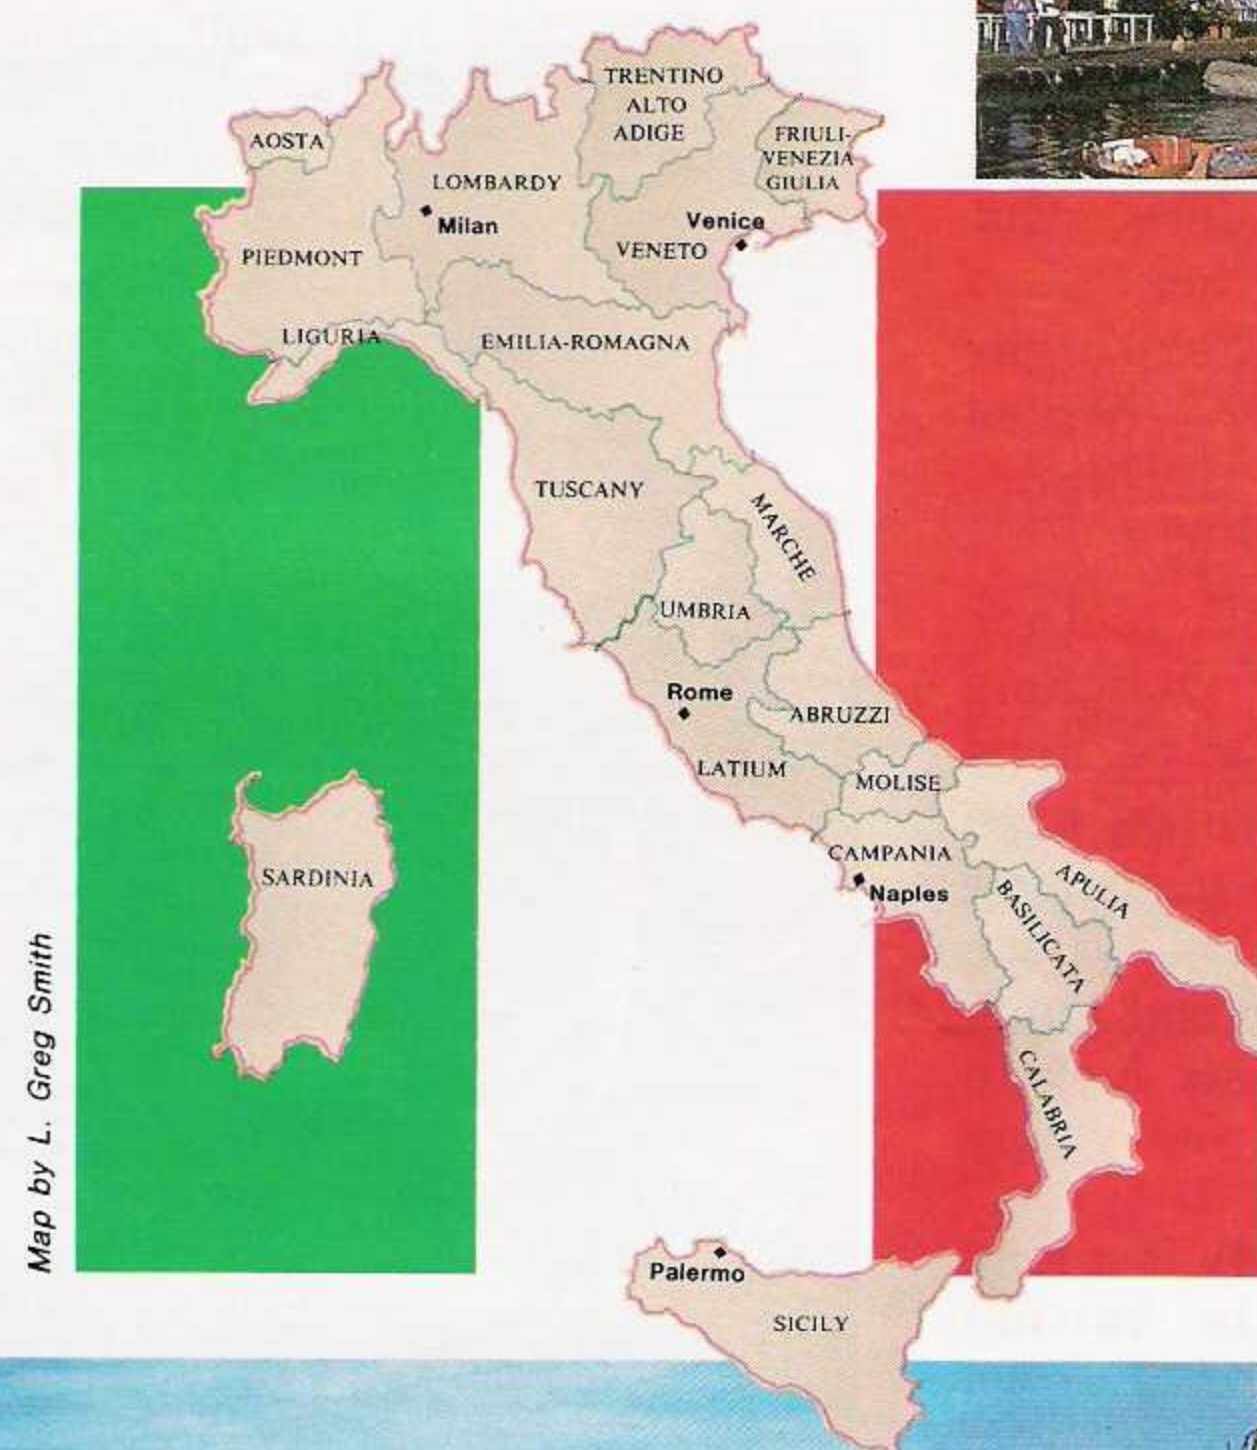 TRENTINO
ALTO
ADIGE
AOSTA
FRIULI-
VENEZIA
GIULIA
LOMBARDY
Milan
Venice
VENETO
PIEDMONT
LIGURIA
EMILIA-ROMAGNA
TUSCANY
MARCHE
UMBRIA
Rome
ABRUZZI
LATIUM
MOLISE
CAMPANIA
Naples
APULIA
BASILICATA
SARDINIA
CALABRIA
Palermo
SICILY
Map by L. Greg Smith